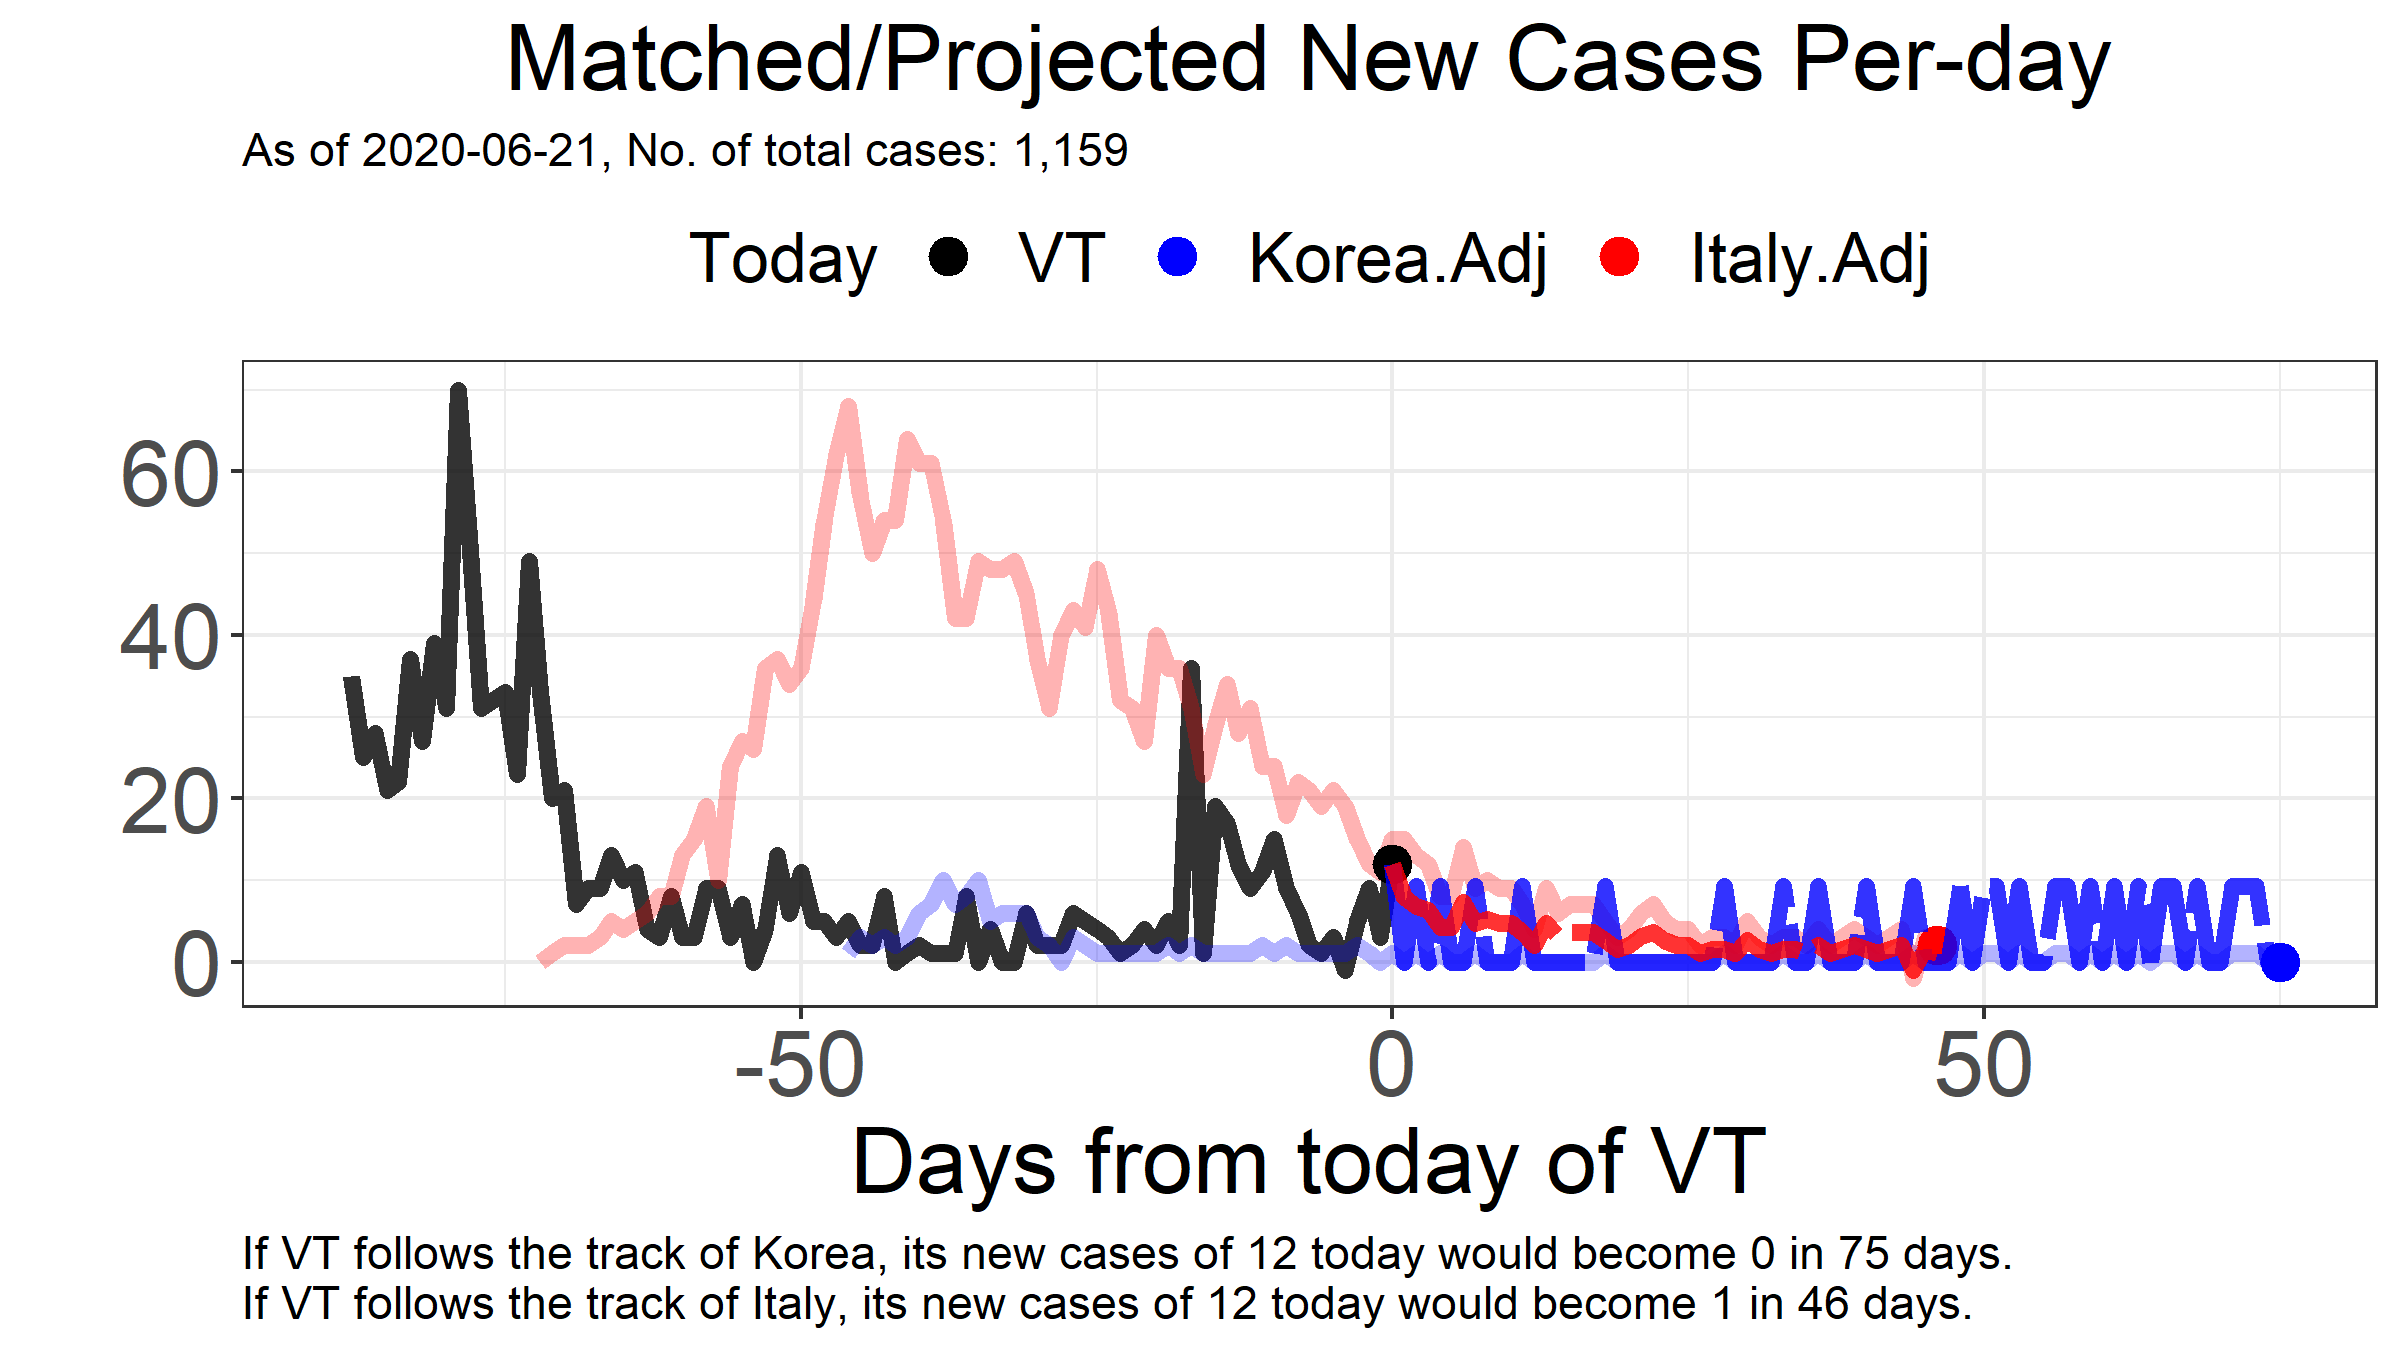 Matched/Projected New Cases Per-day
As of 2020-06-21, No. of total cases: 1,159
Today VT Korea.Adj Italy.Adj
60
40
20
0
-50 0 50
Days from today of VT
If VT follows the track of Korea, its new cases of 12 today would become 0 in 75 days.
If VT follows the track of Italy, its new cases of 12 today would become 1 in 46 days.